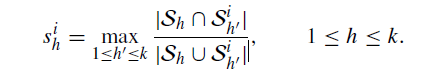 $s_h^i = \max_{1 \le h' \le k} \frac{|\mathcal{S}_h \cap \mathcal{S}_{h'}^i|}{|\mathcal{S}_h \cup \mathcal{S}_{h'}^i|}, \qquad 1 \le h \le k.$